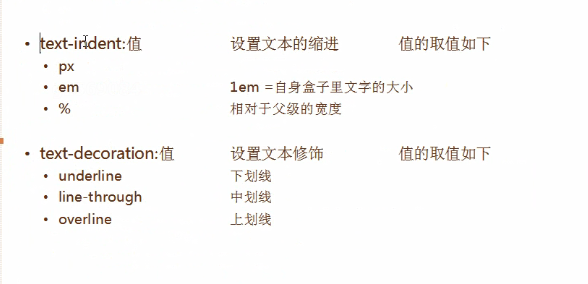 • text-indent:值 设置文本的缩进 值的取值如下
• px
• em 1em =自身盒子里文字的大小
• % 相对于父级的宽度
• text-decoration:值 设置文本修饰 值的取值如下
• underline 下划线
• line-through 中划线
• overline 上划线